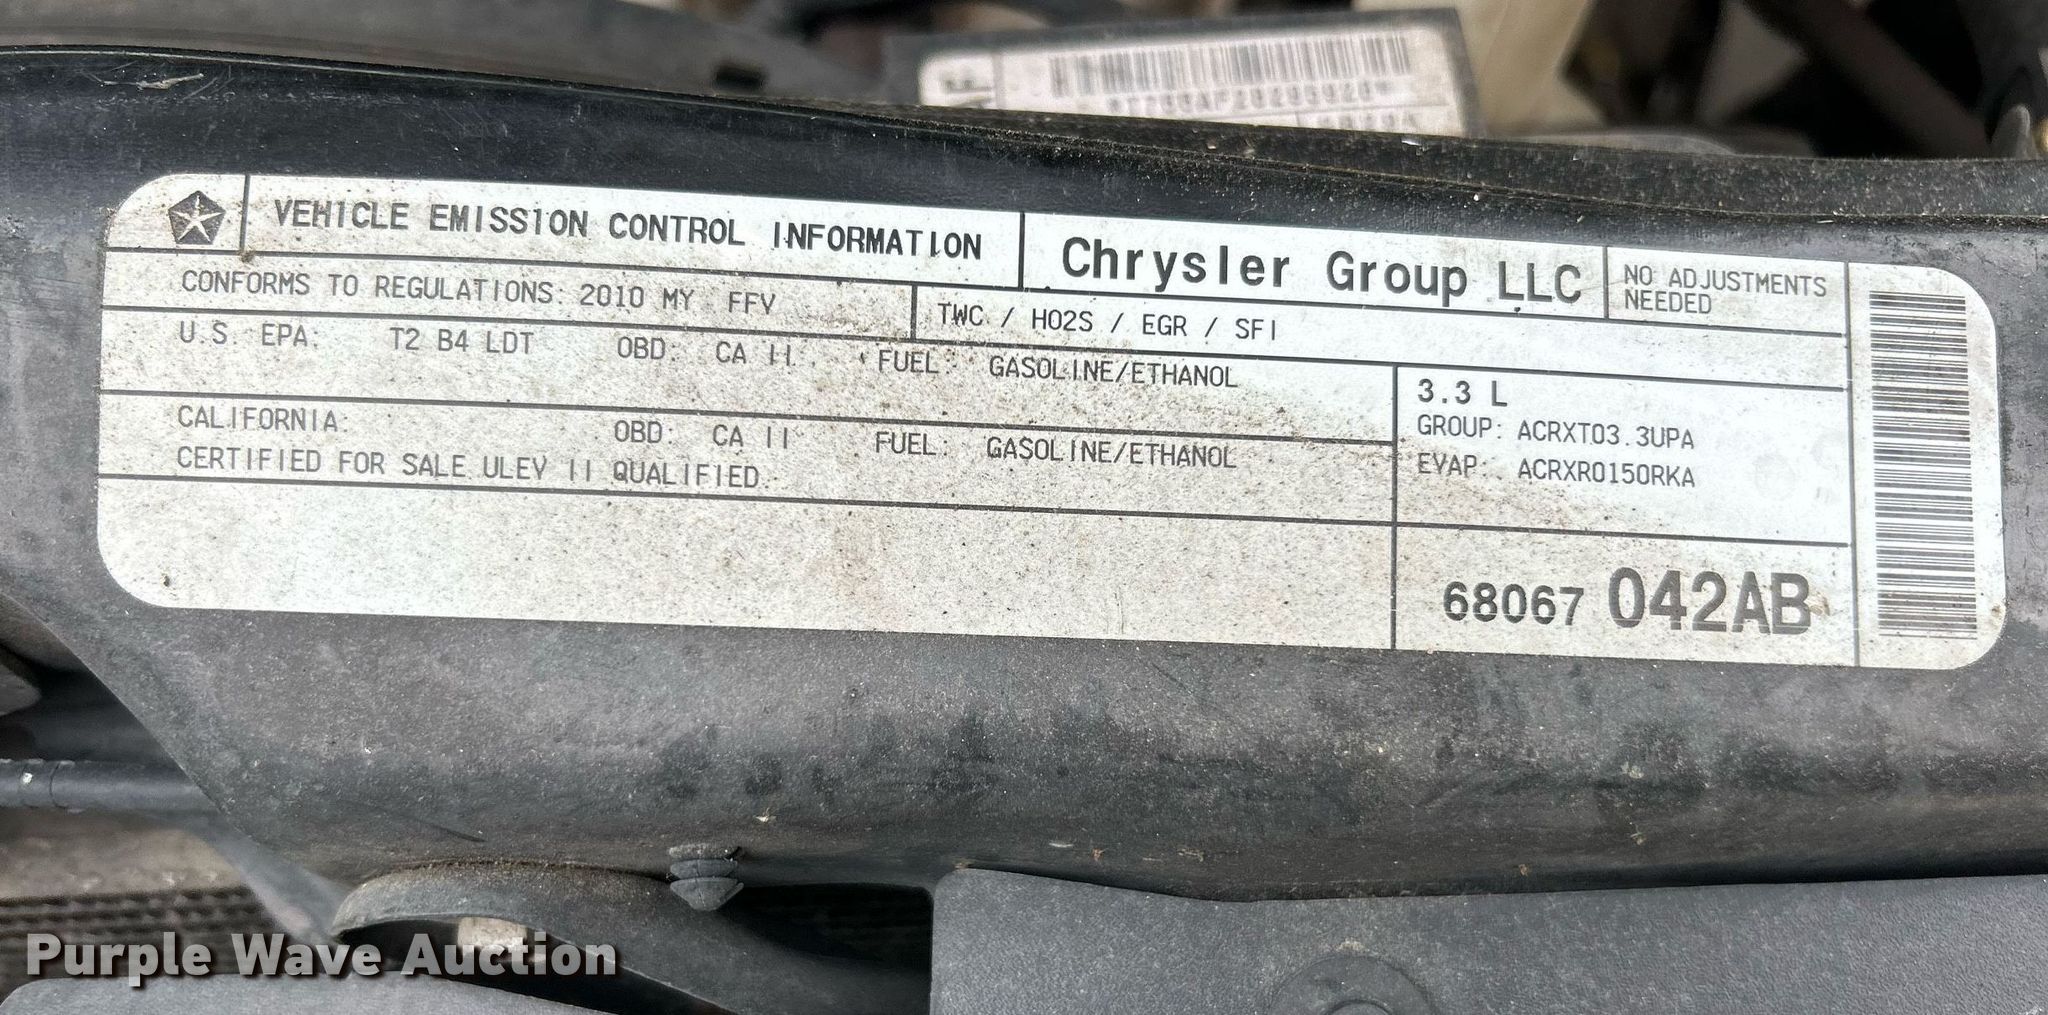 VEHICLE EMISSION CONTROL INFORMATION
Chrysler Group LLC
NO ADJUSTMENTS
NEEDED
CONFORMS TO REGULATIONS: 2010 MY FFV
TWC / HO2S / EGR / SFI
U.S. EPA: T2 B4 LDT OBD: CA II FUEL: GASOLINE/ETHANOL
CALIFORNIA: OBD: CA II FUEL: GASOLINE/ETHANOL
CERTIFIED FOR SALE ULEV II QUALIFIED.
3.3 L
GROUP: ACRXT03.3UPA
EVAP: ACRXR0150RKA
68067 042AB
Purple Wave Auction